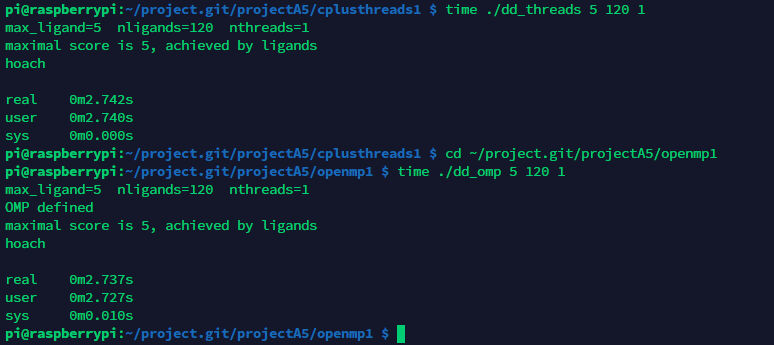 pi@raspberrypi:~/project.git/projectA5/cplusthreads1 $ time ./dd_threads 5 120 1
max_ligand=5  nligands=120  nthreads=1
maximal score is 5, achieved by ligands
hoach

real    0m2.742s
user    0m2.740s
sys     0m0.000s
pi@raspberrypi:~/project.git/projectA5/cplusthreads1 $ cd ~/project.git/projectA5/openmp1
pi@raspberrypi:~/project.git/projectA5/openmp1 $ time ./dd_omp 5 120 1
max_ligand=5  nligands=120  nthreads=1
OMP defined
maximal score is 5, achieved by ligands
hoach

real    0m2.737s
user    0m2.727s
sys     0m0.010s
pi@raspberrypi:~/project.git/projectA5/openmp1 $